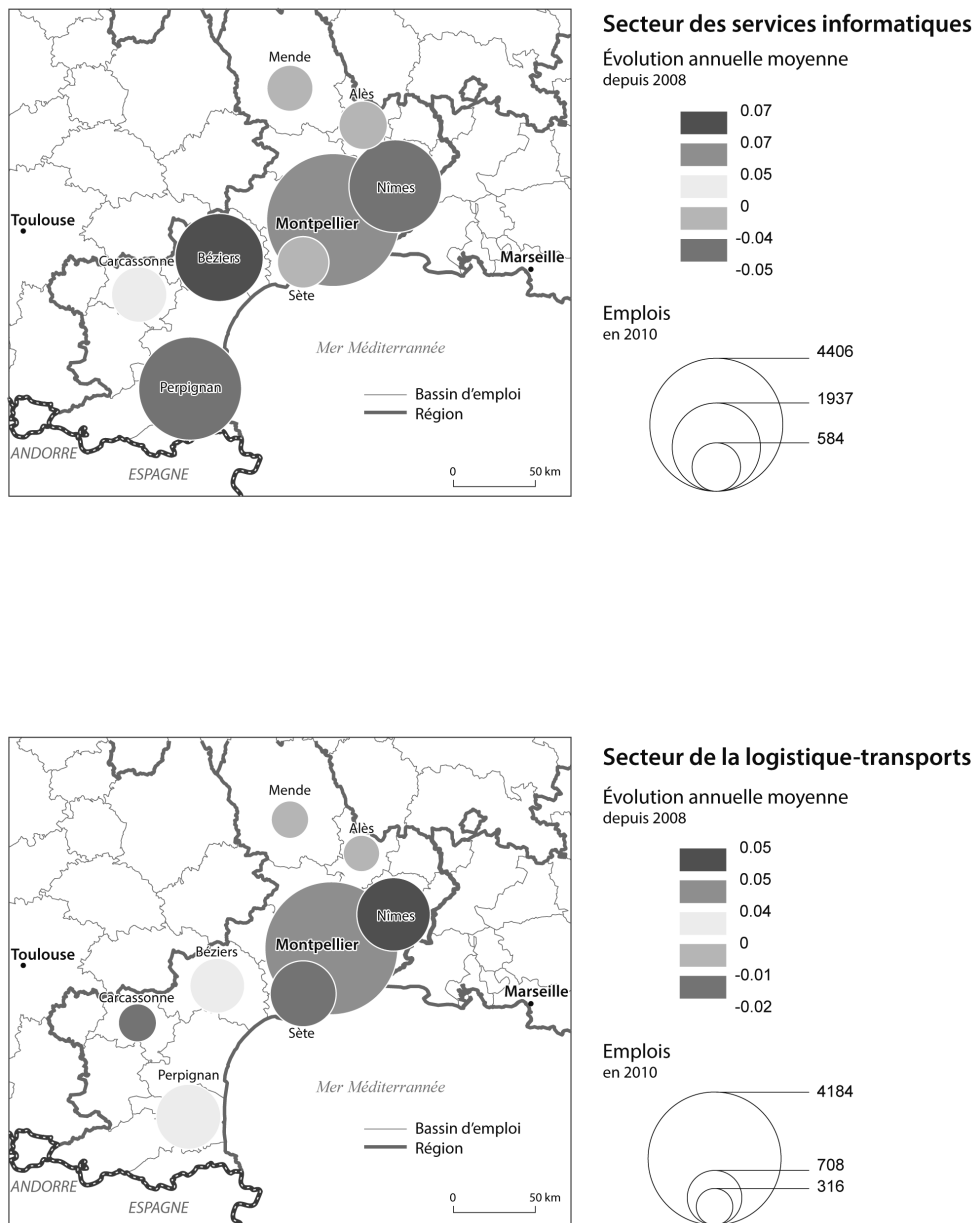 Secteur des services informatiques
Évolution annuelle moyenne
depuis 2008
0.07
0.07
0.05
0
-0.04
-0.05
Emplois
en 2010
4406
1937
584
Mende
Alès
Nîmes
Montpellier
Toulouse
Béziers
Carcassonne
Marseille
Sète
Mer Méditerrannée
Perpignan
Bassin d'emploi
Région
ANDORRE
ESPAGNE
0 50 km
Secteur de la logistique-transports
Évolution annuelle moyenne
depuis 2008
0.05
0.05
0.04
0
-0.01
-0.02
Emplois
en 2010
4184
708
316
Mende
Alès
Nîmes
Montpellier
Toulouse
Béziers
Carcassonne
Marseille
Sète
Perpignan
Mer Méditerrannée
Bassin d'emploi
Région
ANDORRE
ESPAGNE
0 50 km